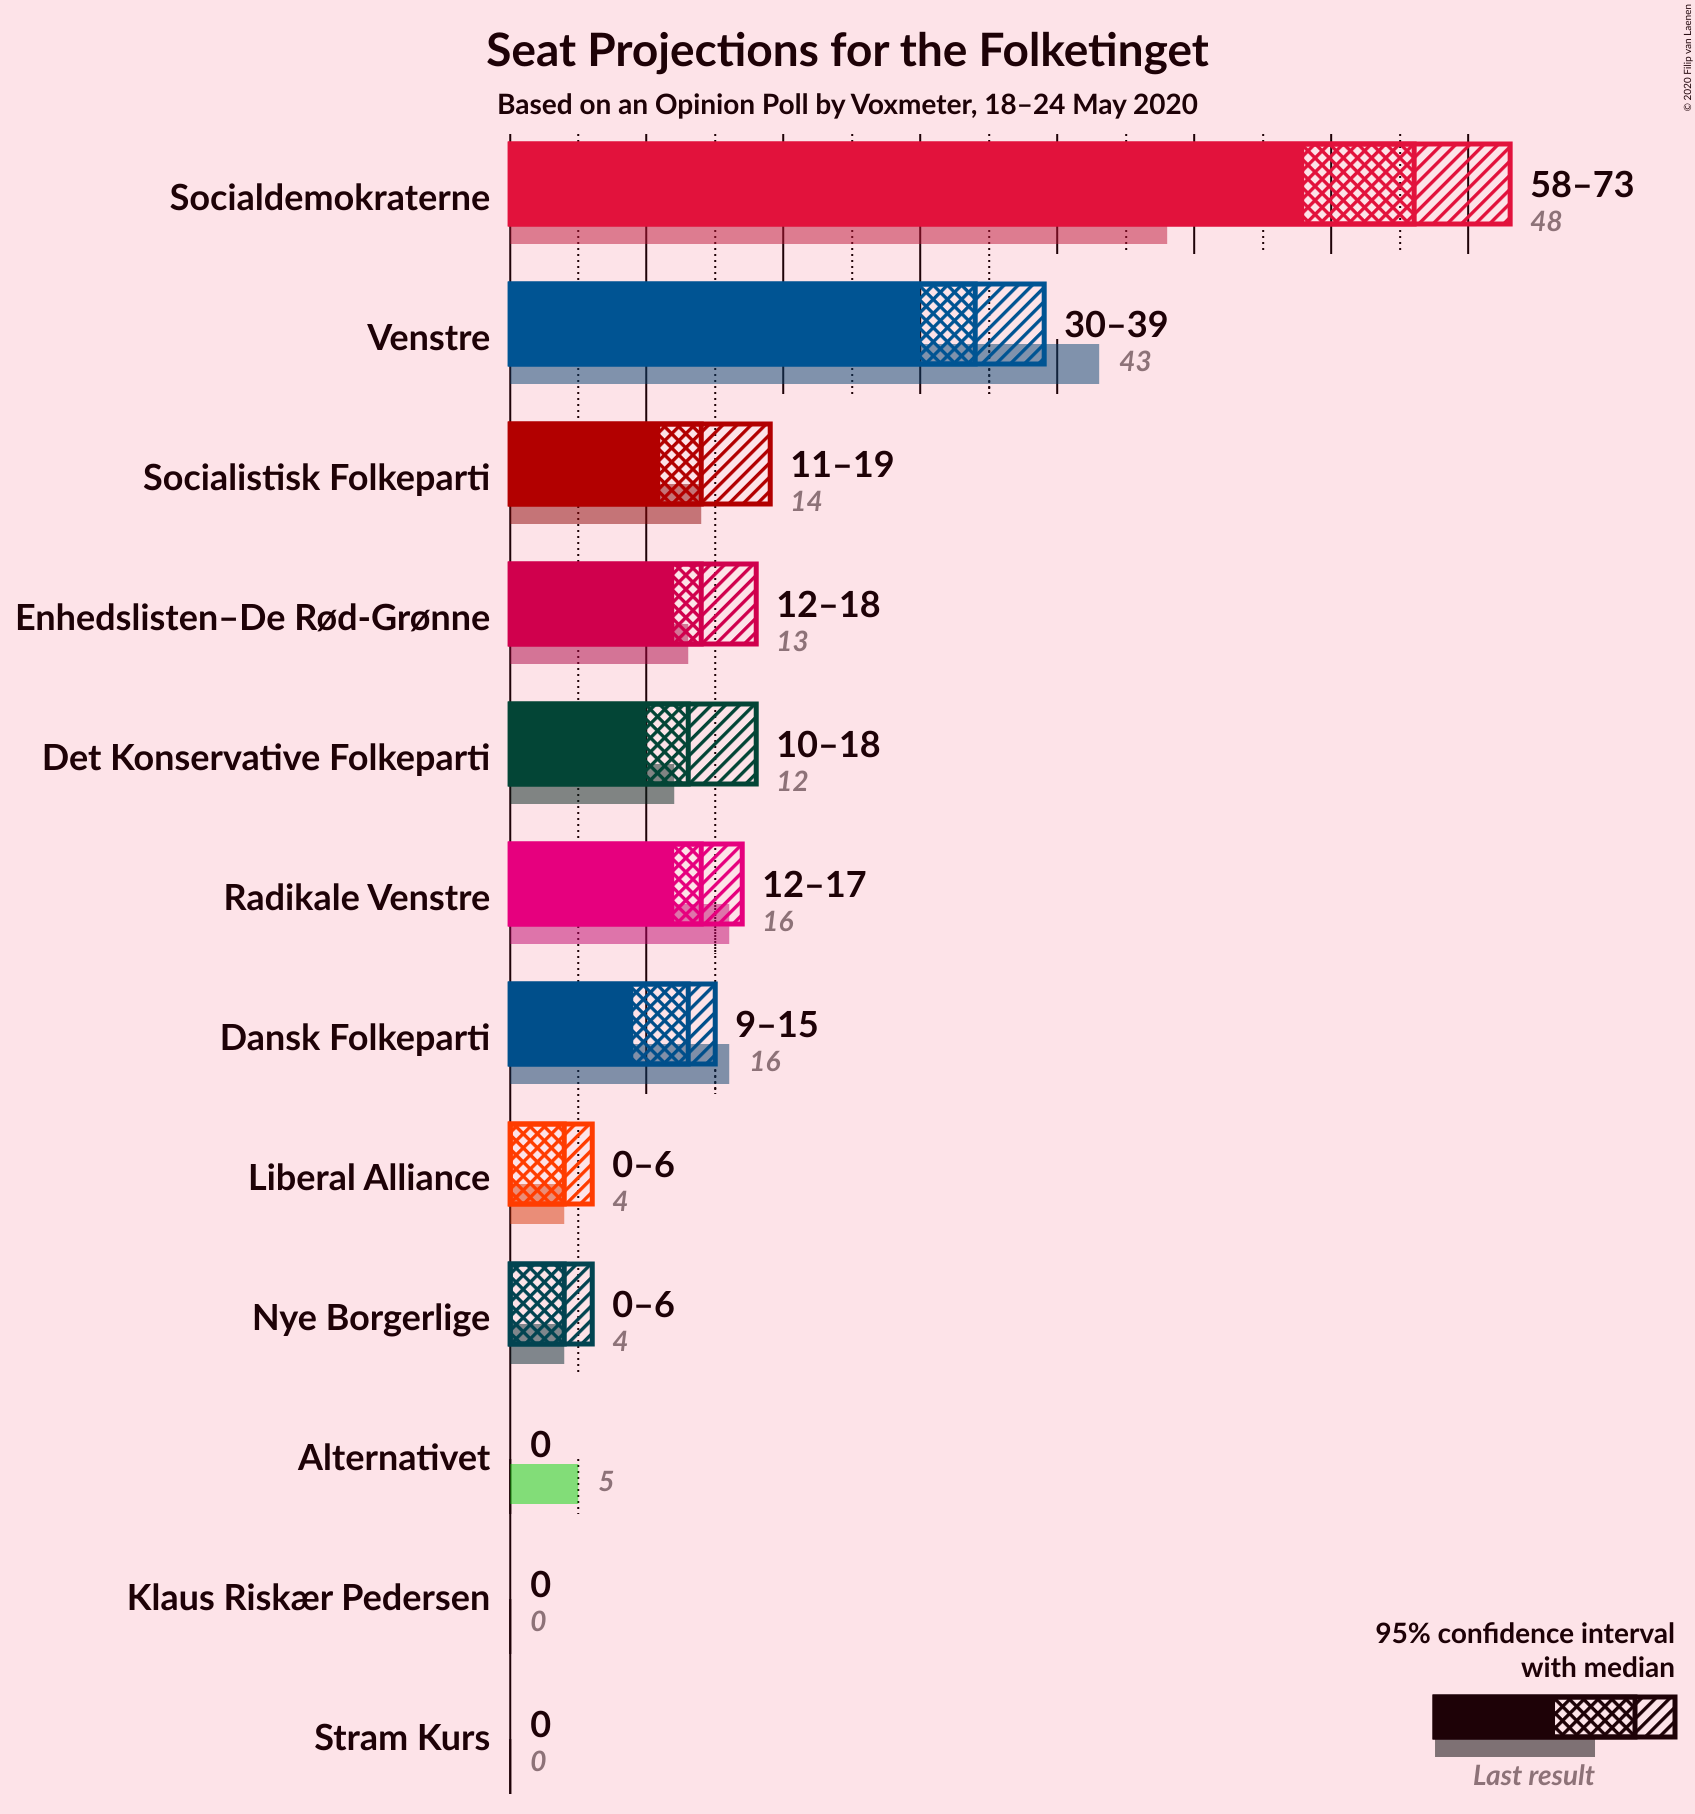 Seat Projections for the Folketinget
Based on an Opinion Poll by Voxmeter, 18–24 May 2020
© 2020 Filip van Laenen
Socialdemokraterne
58–73
48
Venstre
30–39
43
Socialistisk Folkeparti
11–19
14
Enhedslisten–De Rød-Grønne
12–18
13
Det Konservative Folkeparti
10–18
12
Radikale Venstre
12–17
16
Dansk Folkeparti
9–15
16
Liberal Alliance
0–6
4
Nye Borgerlige
0–6
4
Alternativet
0
5
Klaus Riskær Pedersen
0
0
Stram Kurs
0
0
95% confidence interval
with median
Last result